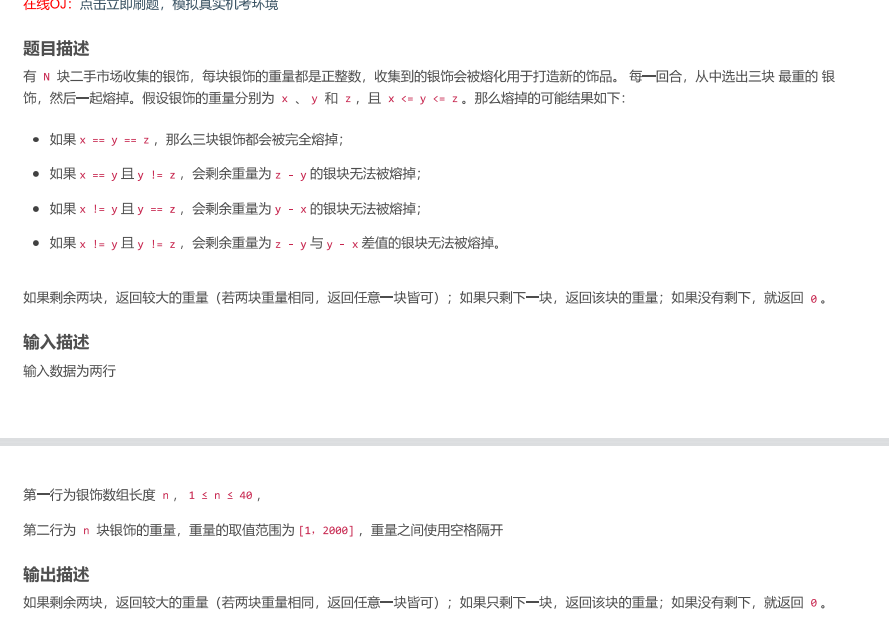 在线OJ：点击立即刷题，模拟真实机考环境
题目描述
有 N 块二手市场收集的银饰，每块银饰的重量都是正整数，收集到的银饰会被熔化用于打造新的饰品。 每一回合，从中选出三块 最重的 银
饰，然后一起熔掉。假设银饰的重量分别为 x 、 y 和 z ，且 x <= y <= z 。那么熔掉的可能结果如下：
• 如果 x == y == z ，那么三块银饰都会被完全熔掉；
• 如果 x == y 且 y != z ，会剩余重量为 z - y 的银块无法被熔掉；
• 如果 x != y 且 y == z ，会剩余重量为 y - x 的银块无法被熔掉；
• 如果 x != y 且 y != z ，会剩余重量为 z - y 与 y - x 差值的银块无法被熔掉。
如果剩余两块，返回较大的重量（若两块重量相同，返回任意一块皆可）；如果只剩下一块，返回该块的重量；如果没有剩下，就返回 0 。
输入描述
输入数据为两行
第一行为银饰数组长度 n ， 1 ≤ n ≤ 40 ，
第二行为 n 块银饰的重量，重量的取值范围为 [1，2000] ，重量之间使用空格隔开
输出描述
如果剩余两块，返回较大的重量（若两块重量相同，返回任意一块皆可）；如果只剩下一块，返回该块的重量；如果没有剩下，就返回 0 。